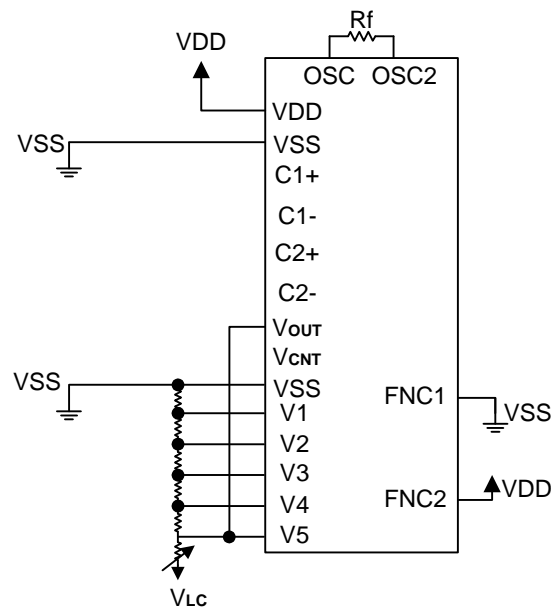 Rf
VDD
OSC OSC2
VDD
VSS
VSS
C1+
C1-
C2+
C2-
VOUT
VCNT
VSS
VSS
FNC1
V1
VSS
V2
V3
V4
FNC2
VDD
V5
VLC